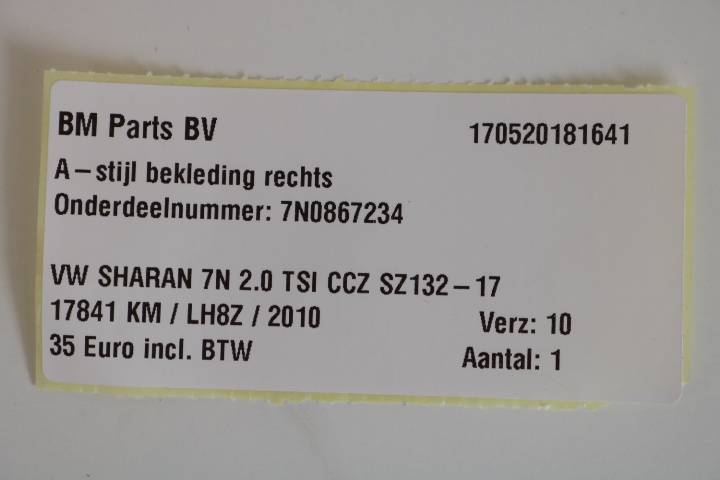 BM Parts BV 170520181641
A-stijl bekleding rechts
Onderdeelnummer: 7N0867234
VW SHARAN 7N 2.0 TSI CCZ SZ132-17
17841 KM / LH8Z / 2010 Verz: 10
35 Euro incl. BTW Aantal: 1